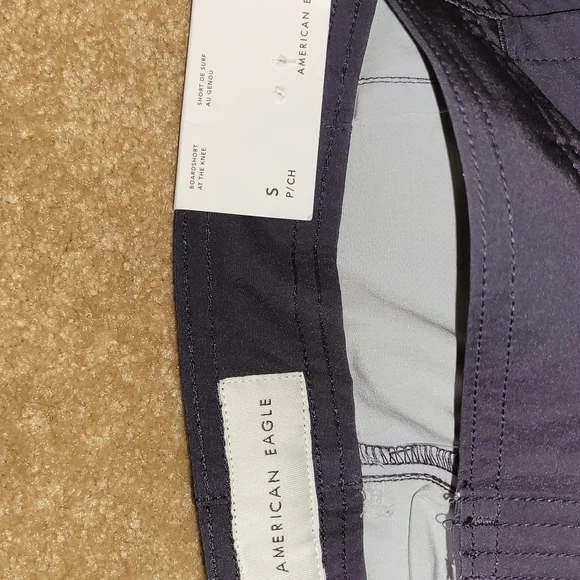 BOARDSHORT
AT THE KNEE
SHORT DE SURF
AU GENOU
S
P/CH
AMERICAN E
AMERICAN EAGLE